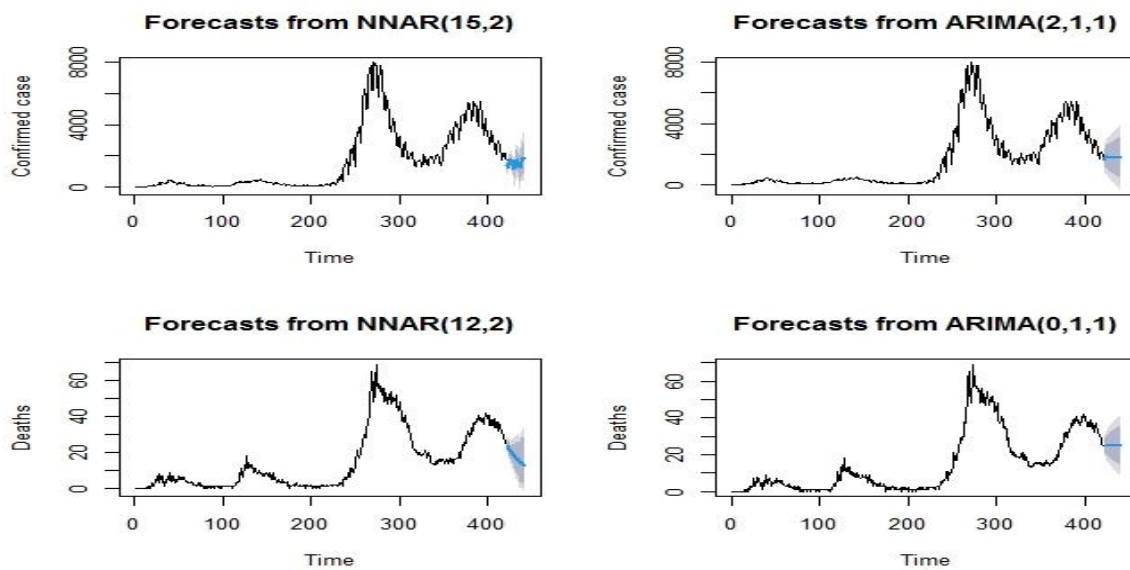 Forecasts from NNAR(15,2)
Confirmed case
8000
4000
0
0 100 200 300 400
Time
Forecasts from ARIMA(2,1,1)
Confirmed case
8000
4000
0
0 100 200 300 400
Time
Forecasts from NNAR(12,2)
Deaths
60
40
20
0
0 100 200 300 400
Time
Forecasts from ARIMA(0,1,1)
Deaths
60
40
20
0
0 100 200 300 400
Time